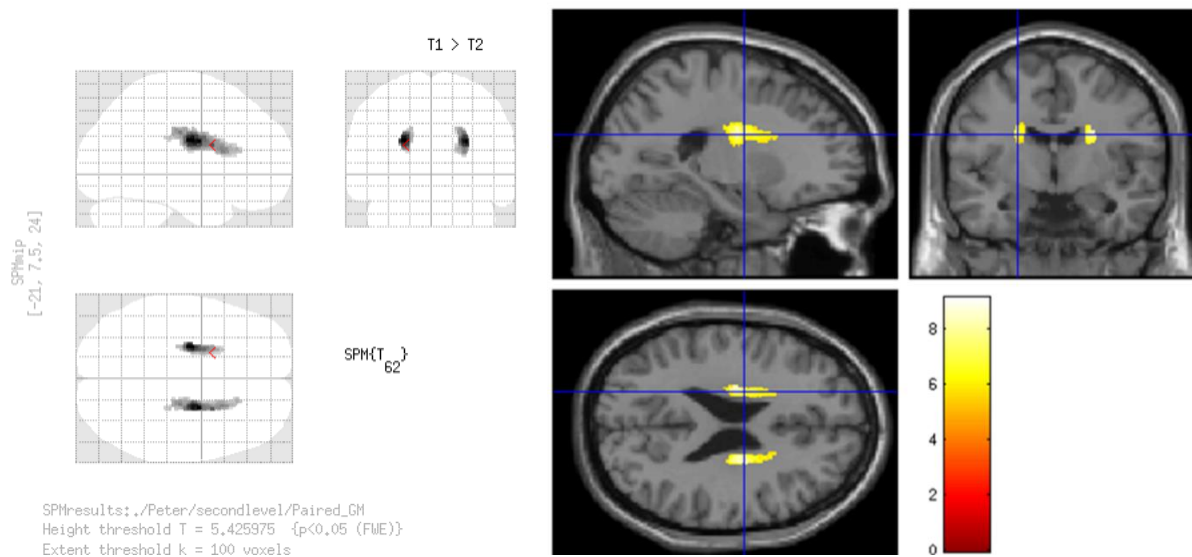 T1 > T2
SPMmip
[-21, 7.5, 24]
SPM{T
62}
SPMresults:./Peter/secondlevel/Paired_GM
Height threshold T = 5.425975 {p<0.05 (FWE)}
Extent threshold k = 100 voxels
<
<
<
8
6
4
2
0